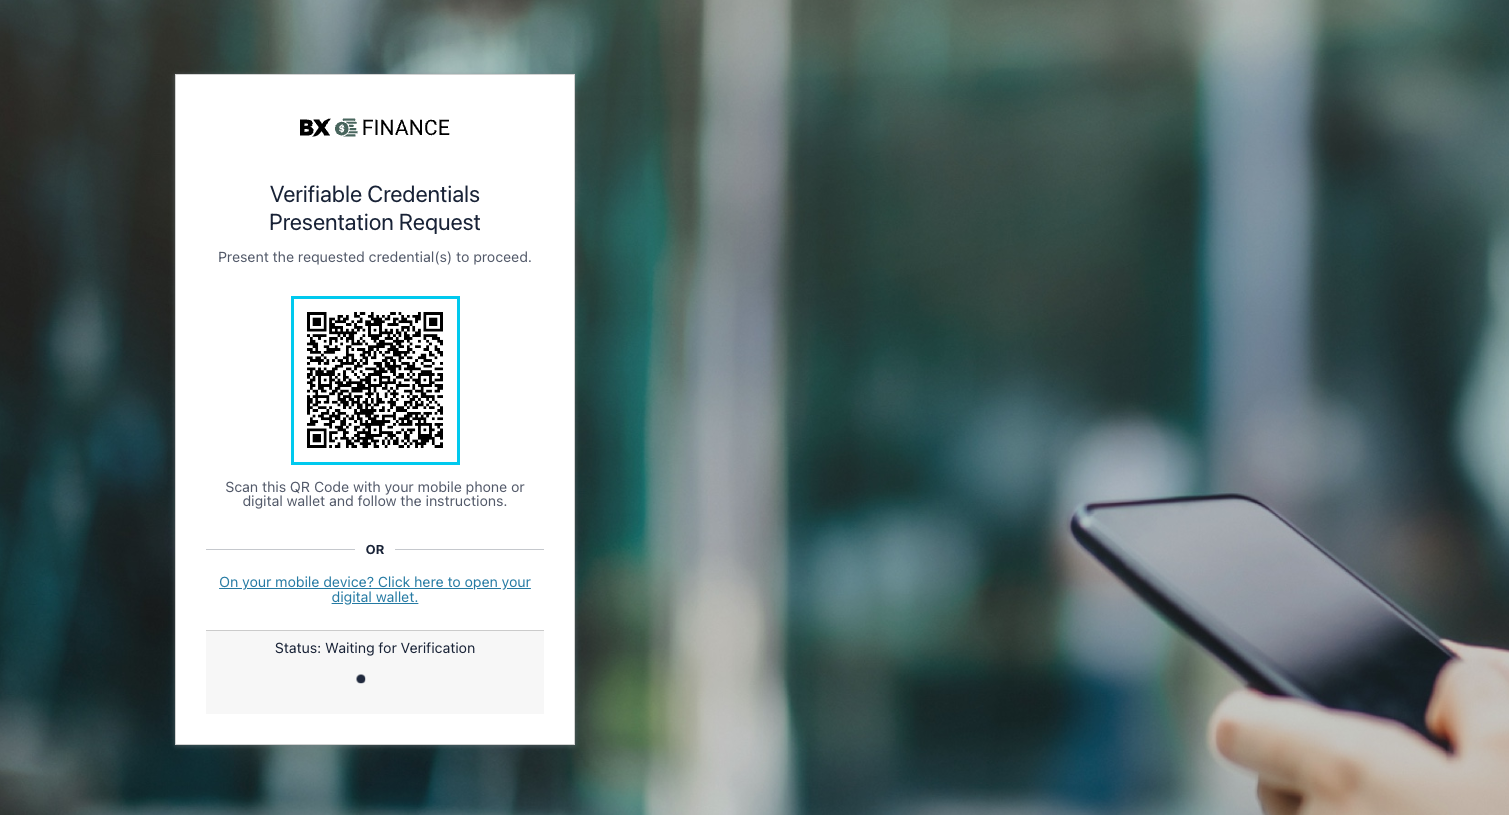 BX FINANCE
Verifiable Credentials
Presentation Request
Present the requested credential(s) to proceed.
Scan this QR Code with your mobile phone or
digital wallet and follow the instructions.
OR
On your mobile device? Click here to open your
digital wallet.
Status: Waiting for Verification